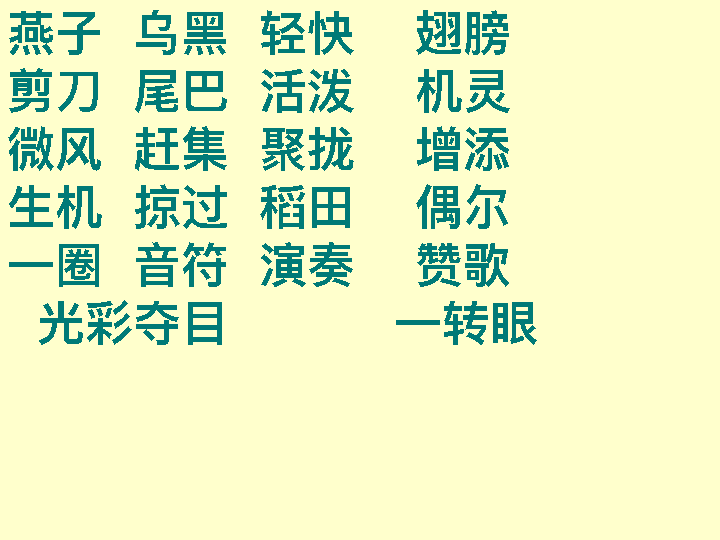 燕子 乌黑 轻快 翅膀
剪刀 尾巴 活泼 机灵
微风 赶集 聚拢 增添
生机 掠过 稻田 偶尔
一圈 音符 演奏 赞歌
光彩夺目 一转眼